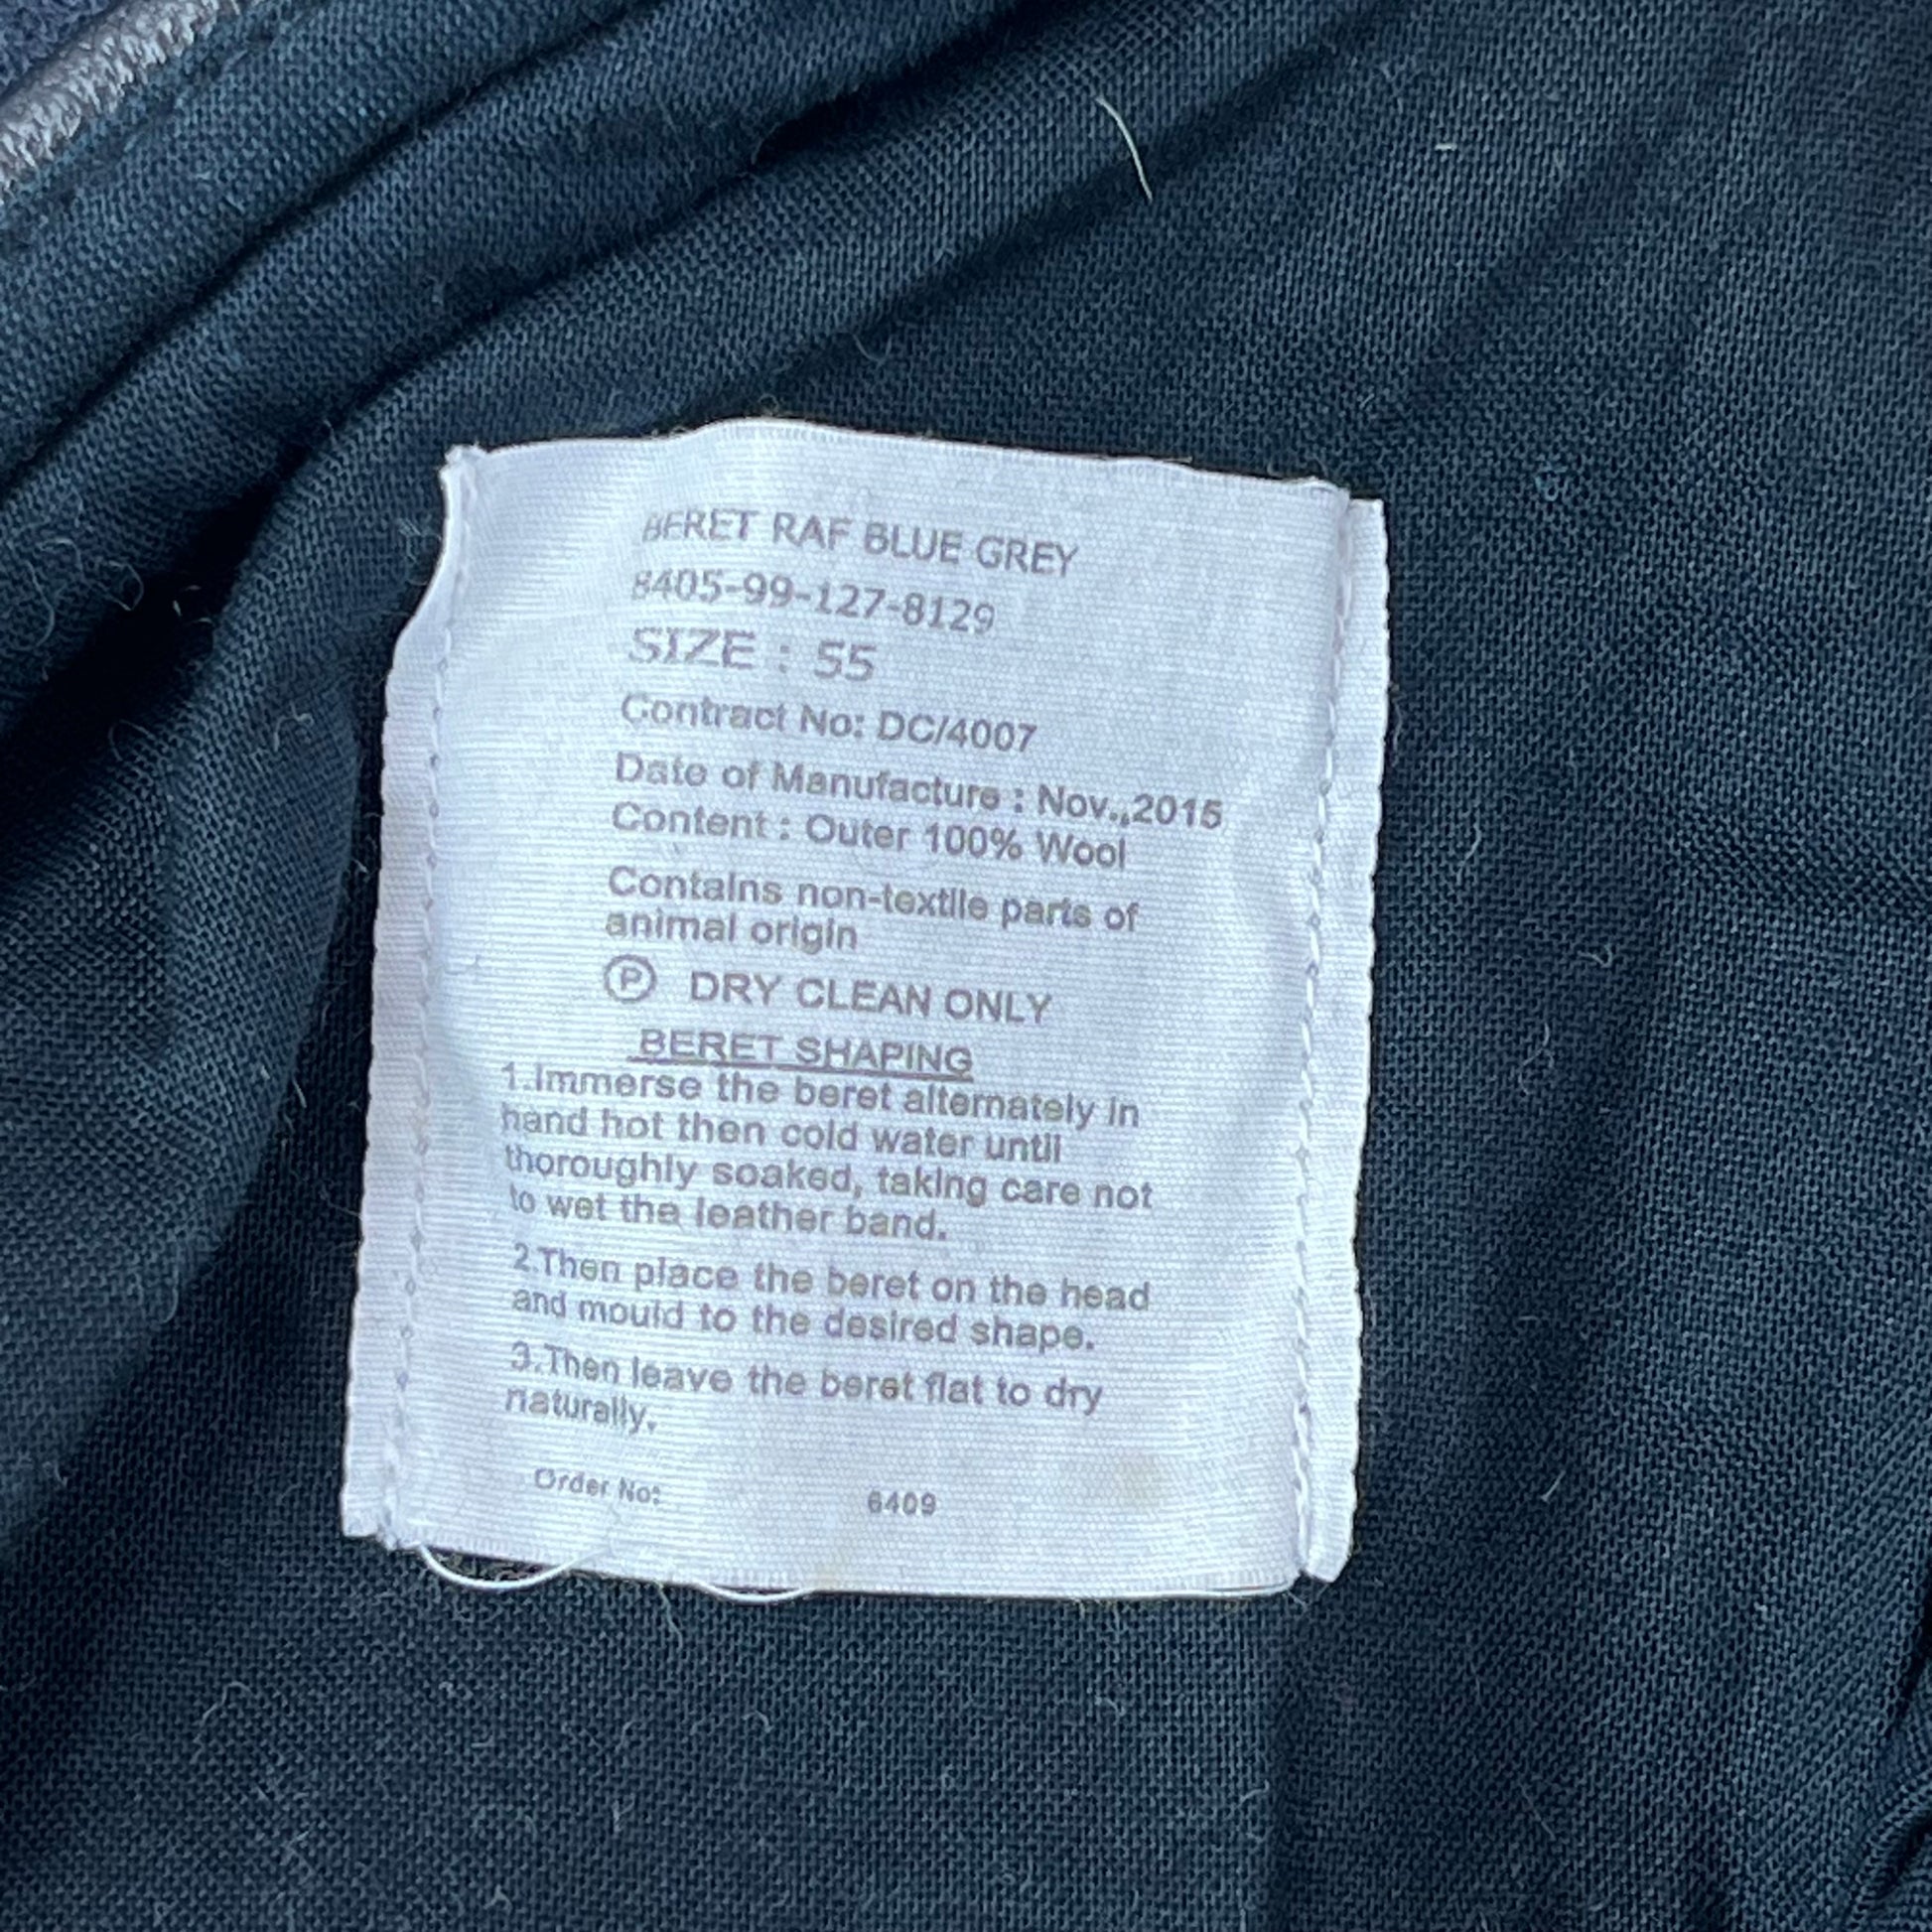 BERET RAF BLUE GREY
8405-99-127-8129
SIZE : 55
Contract No: DC/4007
Date of Manufacture : Nov.,2015
Content : Outer 100% Wool
Contains non-textile parts of
animal origin
Ⓟ DRY CLEAN ONLY
BERET SHAPING
1.Immerse the beret alternately in
hand hot then cold water until
thoroughly soaked, taking care not
to wet the leather band.
2.Then place the beret on the head
and mould to the desired shape.
3.Then leave the beret flat to dry
naturally.
Order No: 6409